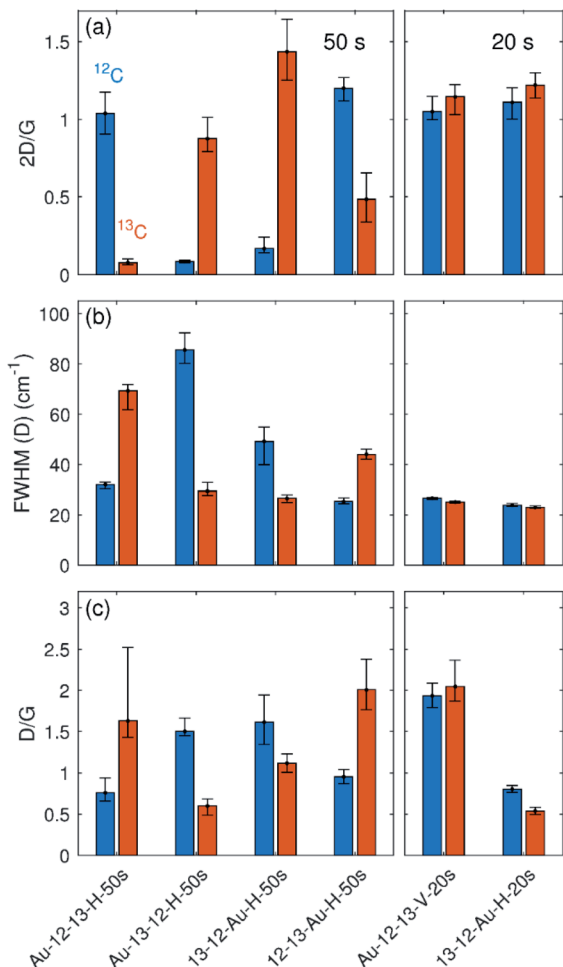 (a)
50 s
20 s
¹²C
¹³C
2D/G
1.5
1
0.5
0
(b)
FWHM (D) (cm⁻¹)
100
80
60
40
20
0
(c)
D/G
3
2.5
2
1.5
1
0.5
0
Au-12-13-H-50s
Au-13-12-H-50s
13-12-Au-H-50s
12-13-Au-H-50s
Au-12-13-V-20s
13-12-Au-H-20s